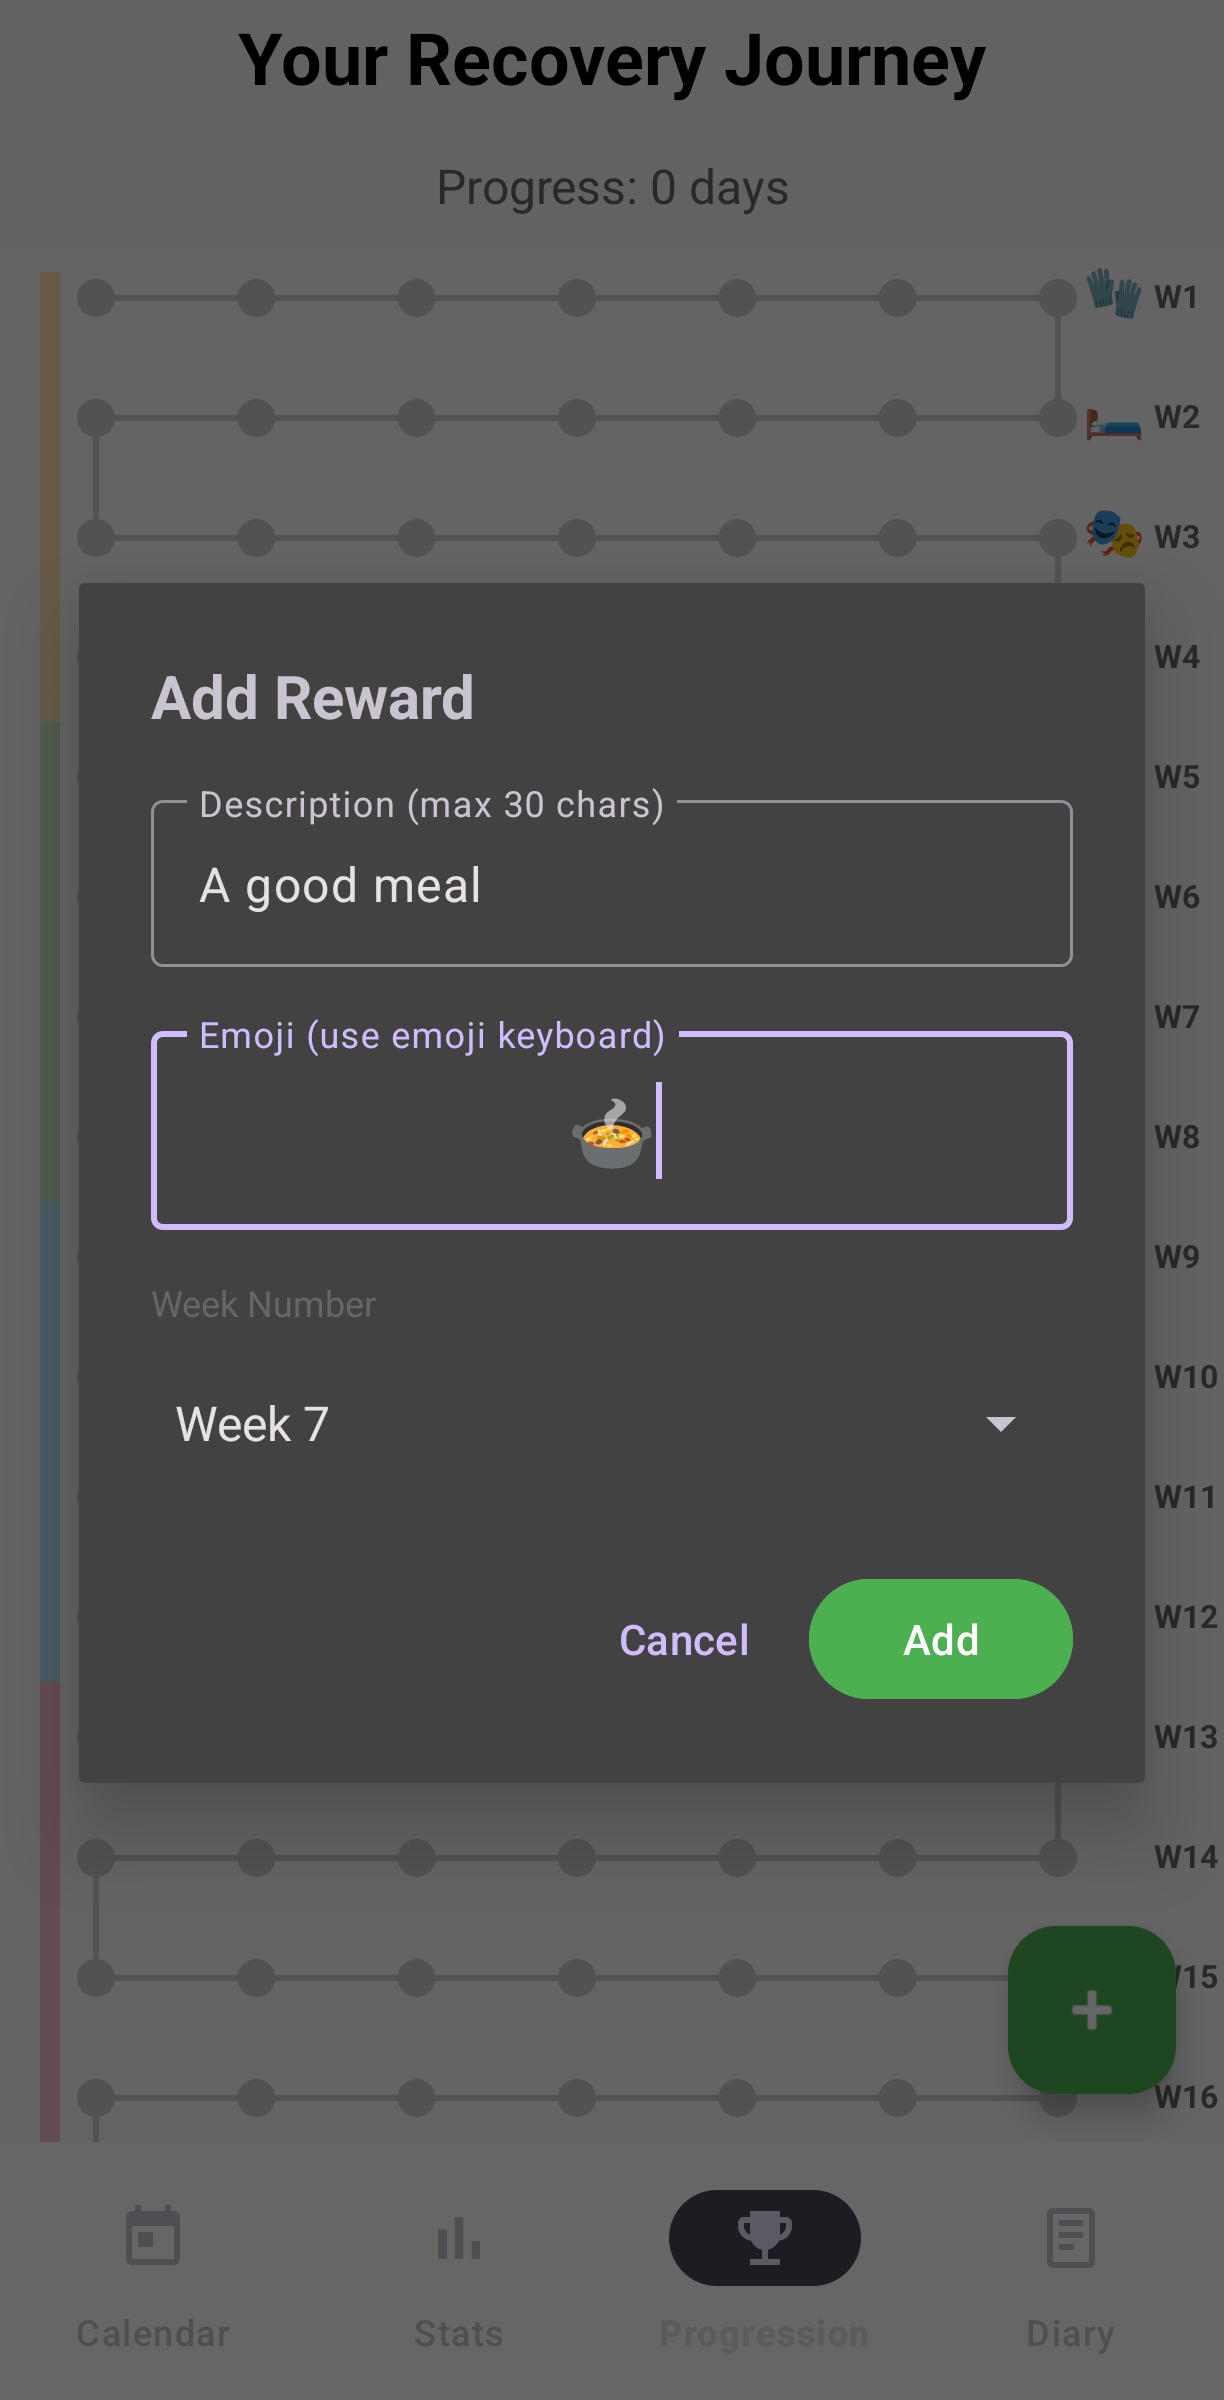 Your Recovery Journey
Progress: 0 days
W1
W2
W3
W4
Add Reward
W5
Description (max 30 chars)
A good meal
W6
W7
Emoji (use emoji keyboard)
W8
W9
Week Number
W10
Week 7
W11
W12
Cancel
Add
W13
W14
W15
W16
Calendar
Stats
Progression
Diary